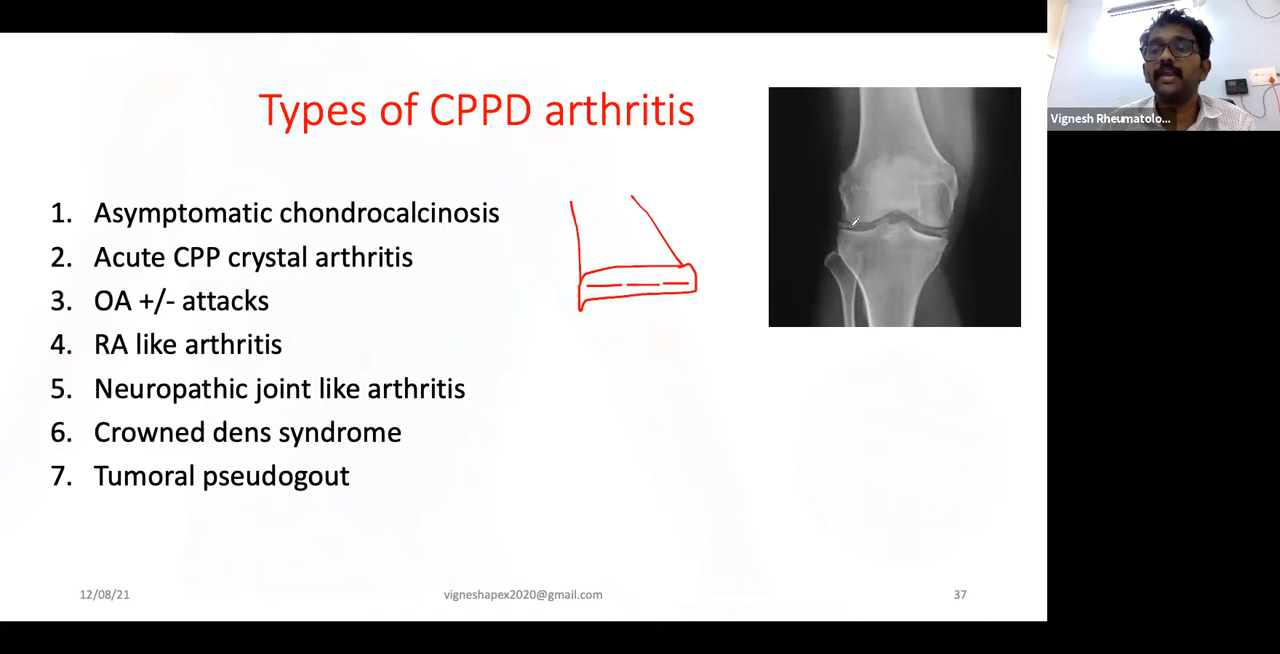 Types of CPPD arthritis
Vignesh Rheumatolo...
1. Asymptomatic chondrocalcinosis
2. Acute CPP crystal arthritis
3. OA +/- attacks
4. RA like arthritis
5. Neuropathic joint like arthritis
6. Crowned dens syndrome
7. Tumoral pseudogout
12/08/21
vigneshapex2020@gmail.com
37